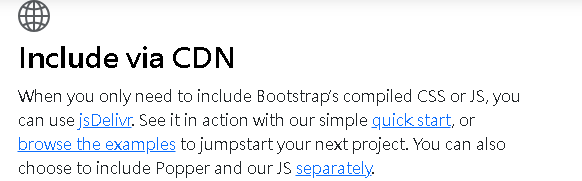 Include via CDN
When you only need to include Bootstrap’s compiled CSS or JS, you
can use jsDelivr. See it in action with our simple quick start, or
browse the examples to jumpstart your next project. You can also
choose to include Popper and our JS separately.